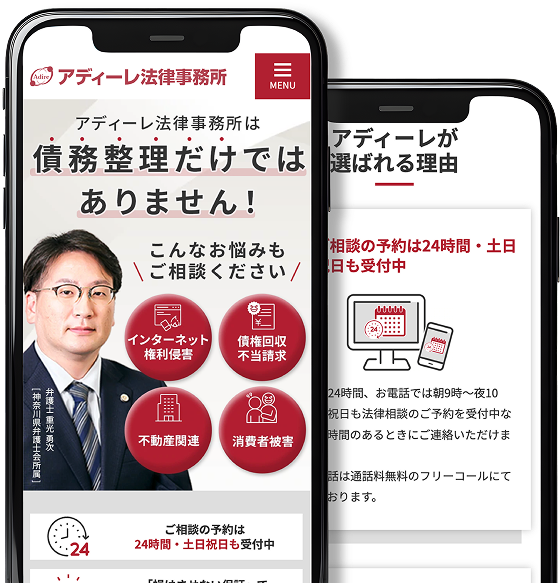 Adire アディーレ法律事務所
MENU
アディーレ法律事務所は
債務整理だけでは
ありません!
こんなお悩みも
ご相談ください
インターネット
権利侵害
債権回収
不当請求
不動産関連
消費者被害
弁護士 重光 勇次
[神奈川県弁護士会所属]
24
ご相談の予約は
24時間・土日祝日も受付中
アディーレが
選ばれる理由
ご相談の予約は24時間・土日
祝日も受付中
24
24時間、お電話では朝9時〜夜10
祝日も法律相談のご予約を受付中な
時間のあるときにご連絡いただけま
話は通話料無料のフリーコールにて
おります。